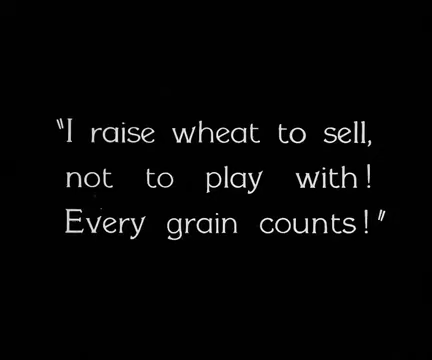 "I raise wheat to sell,
not to play with!
Every grain counts!"